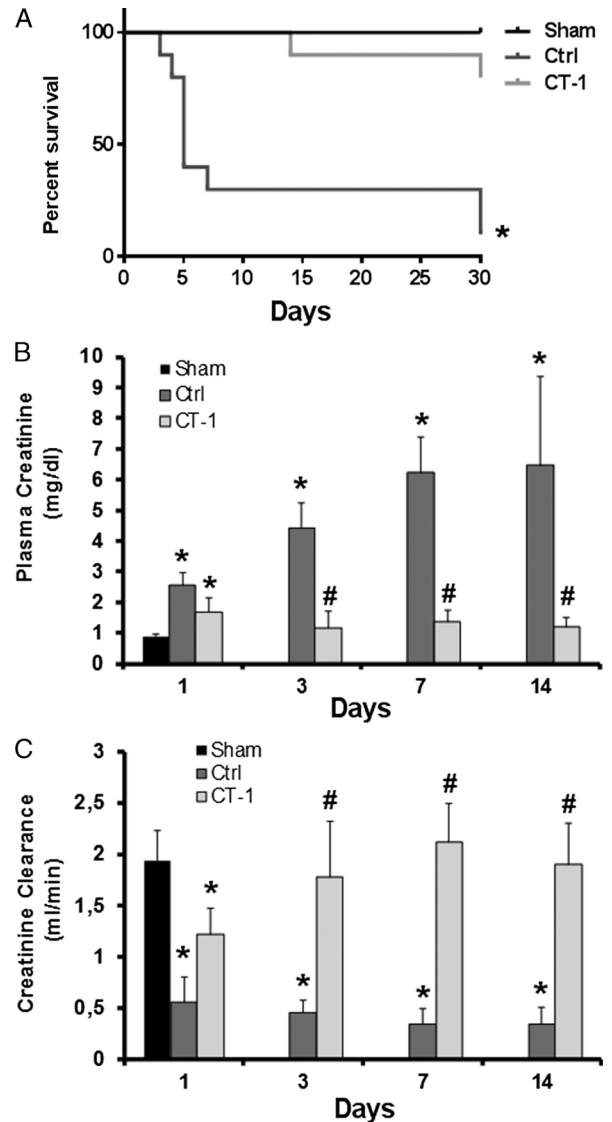 A
Percent survival
100
50
0
0 5 10 15 20 25 30
Days
*
Sham
Ctrl
CT-1
B
Plasma Creatinine
(mg/dl)
10
9
8
7
6
5
4
3
2
1
0
Sham
Ctrl
CT-1
* * * # * # * #
1 3 7 14
Days
C
Creatinine Clearance
(ml/min)
3
2,5
2
1,5
1
0,5
0
Sham
Ctrl
CT-1
* * * # * # * #
1 3 7 14
Days